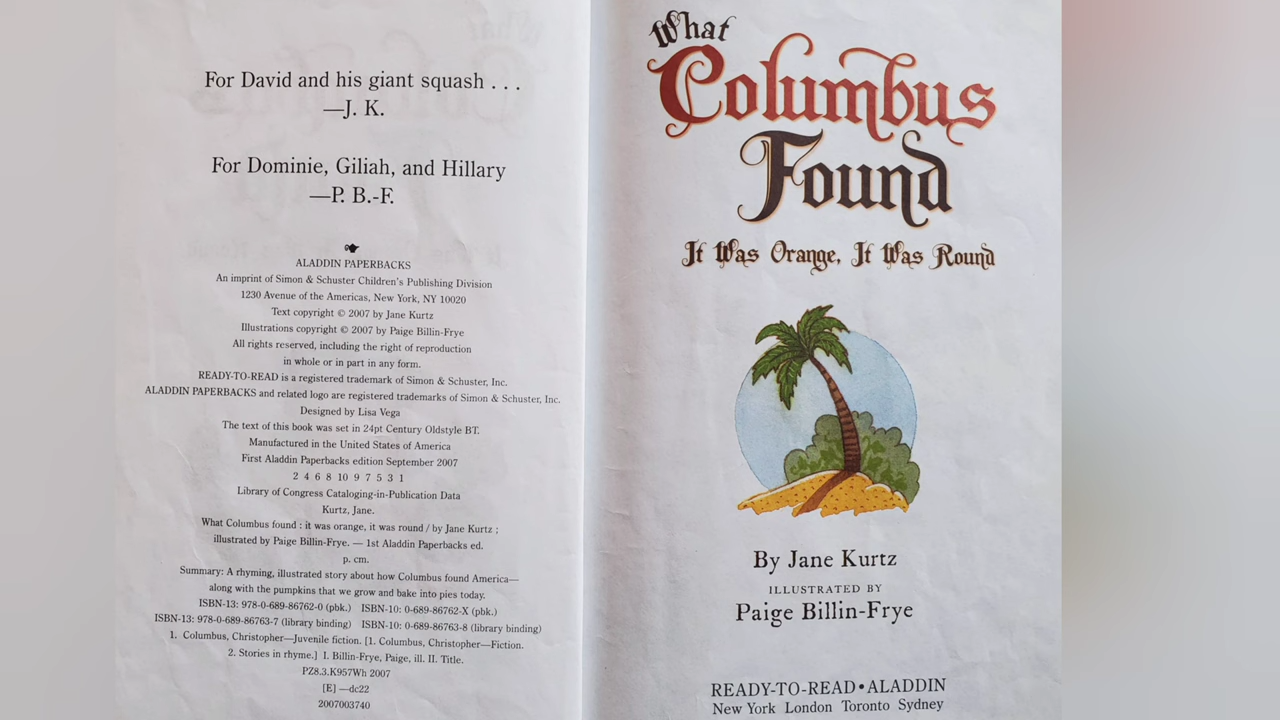 For David and his giant squash . . .
—J. K.
For Dominie, Giliah, and Hillary
—P. B.-F.
ALADDIN PAPERBACKS
An imprint of Simon & Schuster Children's Publishing Division
1230 Avenue of the Americas, New York, NY 10020
Text copyright © 2007 by Jane Kurtz
Illustrations copyright © 2007 by Paige Billin-Frye
All rights reserved, including the right of reproduction
in whole or in part in any form.
READY-TO-READ is a registered trademark of Simon & Schuster, Inc.
ALADDIN PAPERBACKS and related logo are registered trademarks of Simon & Schuster, Inc.
Designed by Lisa Vega
The text of this book was set in 24pt Century Oldstyle BT.
Manufactured in the United States of America
First Aladdin Paperbacks edition September 2007
2 4 6 8 10 9 7 5 3 1
Library of Congress Cataloging-in-Publication Data
Kurtz, Jane.
What Columbus found : it was orange, it was round / by Jane Kurtz ;
illustrated by Paige Billin-Frye. — 1st Aladdin Paperbacks ed.
p. cm.
Summary: A rhyming, illustrated story about how Columbus found America—
along with the pumpkins that we grow and bake into pies today.
ISBN-13: 978-0-689-86762-0 (pbk.) ISBN-10: 0-689-86762-X (pbk.)
ISBN-13: 978-0-689-86763-7 (library binding) ISBN-10: 0-689-86763-8 (library binding)
1. Columbus, Christopher—Juvenile fiction. [1. Columbus, Christopher—Fiction.
2. Stories in rhyme.] I. Billin-Frye, Paige, ill. II. Title.
PZ8.3.K957Wh 2007
[E] —dc22
2007003740
What
Columbus
Found
It Was Orange, It Was Round
By Jane Kurtz
ILLUSTRATED BY
Paige Billin-Frye
READY-TO-READ • ALADDIN
New York London Toronto Sydney